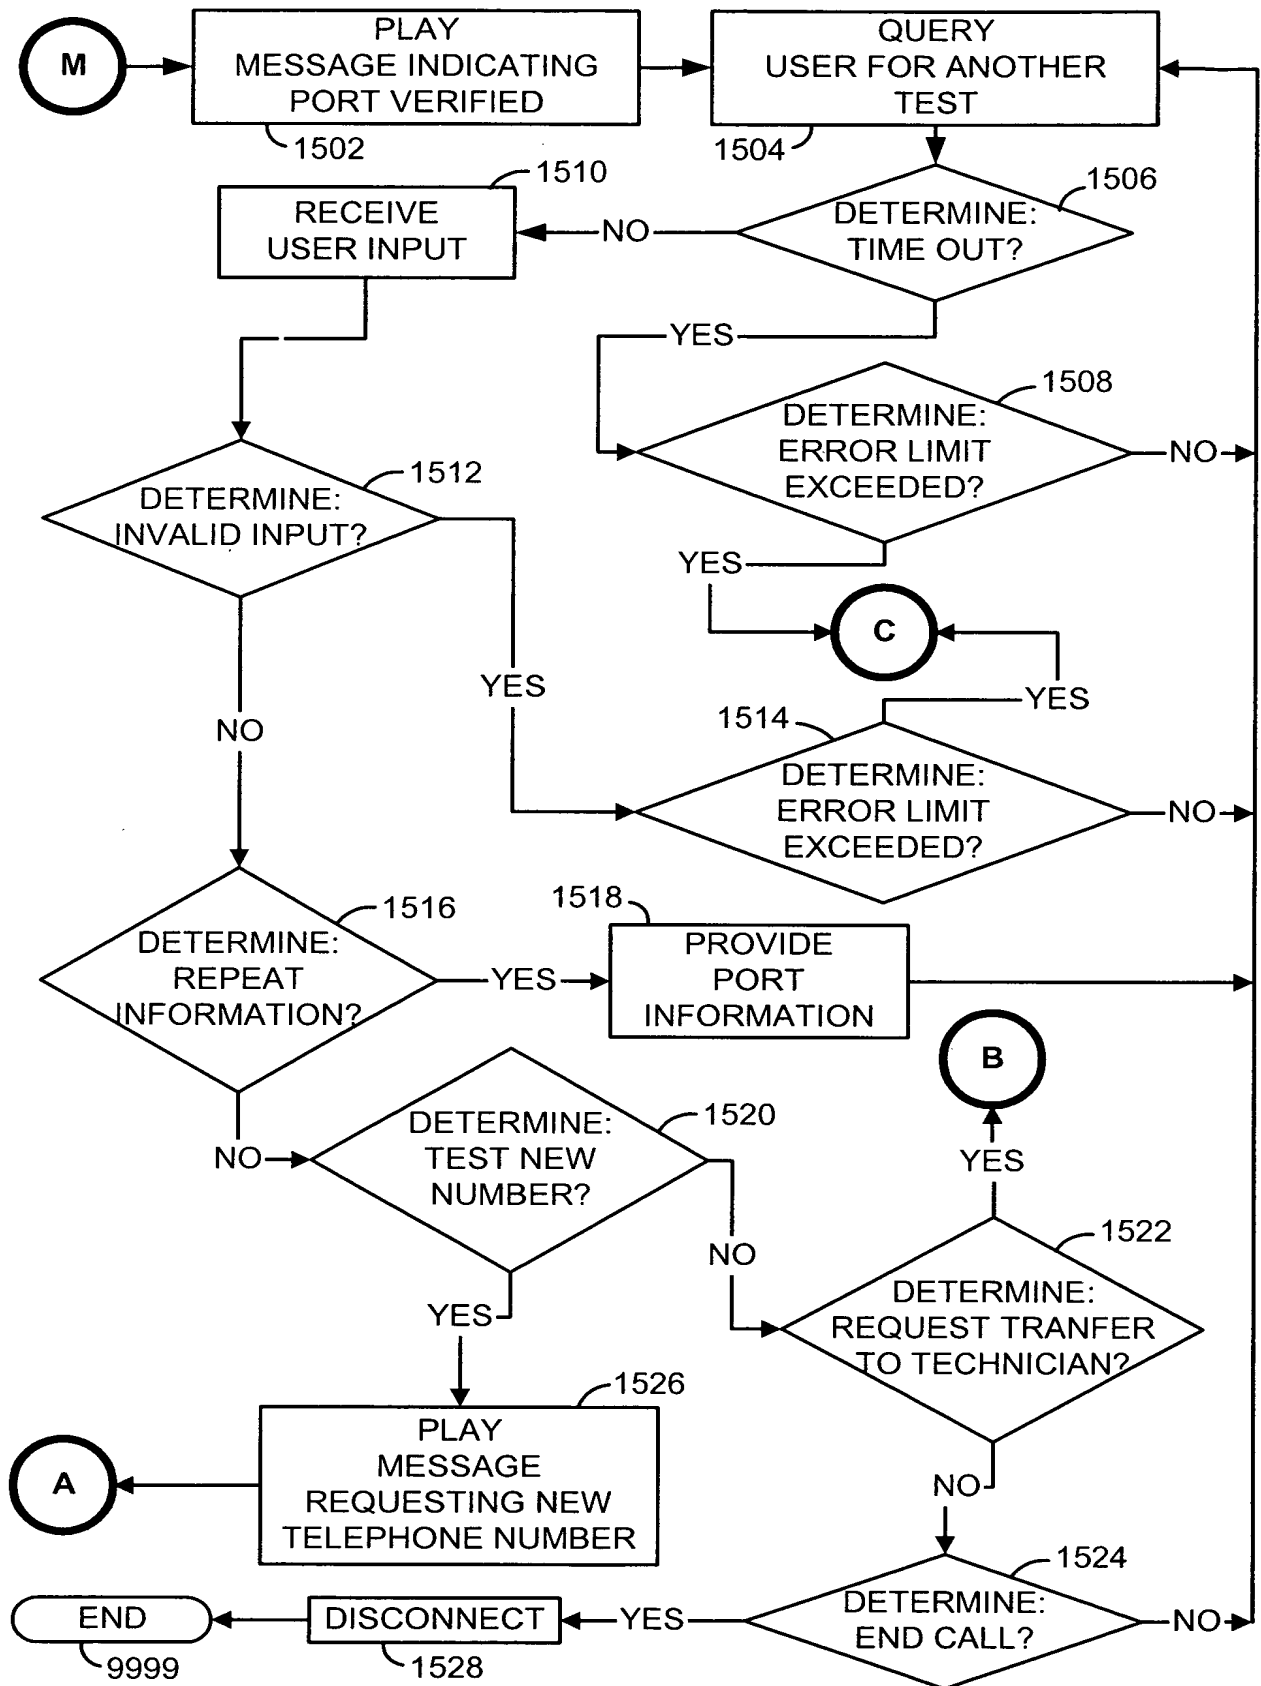 M
PLAY
MESSAGE INDICATING
PORT VERIFIED
1502
QUERY
USER FOR ANOTHER
TEST
1504
1510
RECEIVE
USER INPUT
NO
1506
DETERMINE:
TIME OUT?
YES
1508
DETERMINE:
ERROR LIMIT
EXCEEDED?
NO
1512
DETERMINE:
INVALID INPUT?
YES
C
YES
NO
YES
1514
DETERMINE:
ERROR LIMIT
EXCEEDED?
NO
1516
DETERMINE:
REPEAT
INFORMATION?
YES
1518
PROVIDE
PORT
INFORMATION
B
NO
1520
DETERMINE:
TEST NEW
NUMBER?
YES
NO
1522
DETERMINE:
REQUEST TRANFER
TO TECHNICIAN?
YES
1526
PLAY
MESSAGE
REQUESTING NEW
TELEPHONE NUMBER
A
NO
1524
DETERMINE:
END CALL?
NO
YES
DISCONNECT
1528
END
9999